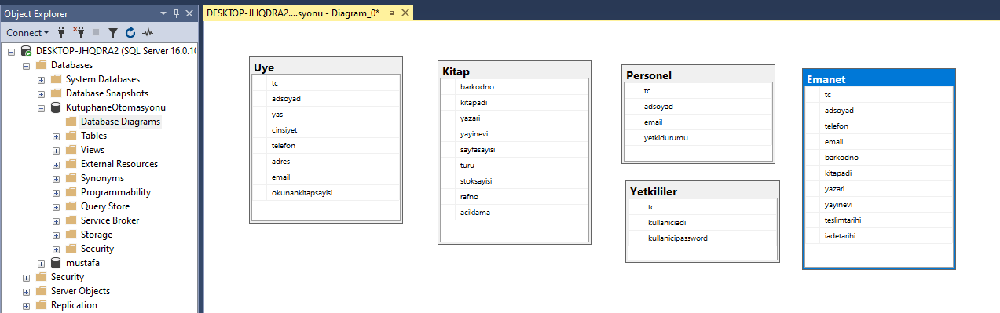 Object Explorer
Connect
DESKTOP-JHQDRA2 (SQL Server 16.0.10
Databases
System Databases
Database Snapshots
KutuphaneOtomasyonu
Database Diagrams
Tables
Views
External Resources
Synonyms
Programmability
Query Store
Service Broker
Storage
Security
mustafa
Security
Server Objects
Replication
DESKTOP-JHQDRA2....syonu - Diagram_0*
Uye
tc
adsoyad
yas
cinsiyet
telefon
adres
email
okunankitapsayisi
Kitap
barkodno
kitapadi
yazari
yayinevi
sayfasayisi
turu
stoksayisi
rafno
aciklama
Personel
tc
adsoyad
email
yetkidurumu
Yetkililer
tc
kullaniciadi
kullanicipassword
Emanet
tc
adsoyad
telefon
email
barkodno
kitapadi
yazari
yayinevi
teslimtarihi
iadetarihi